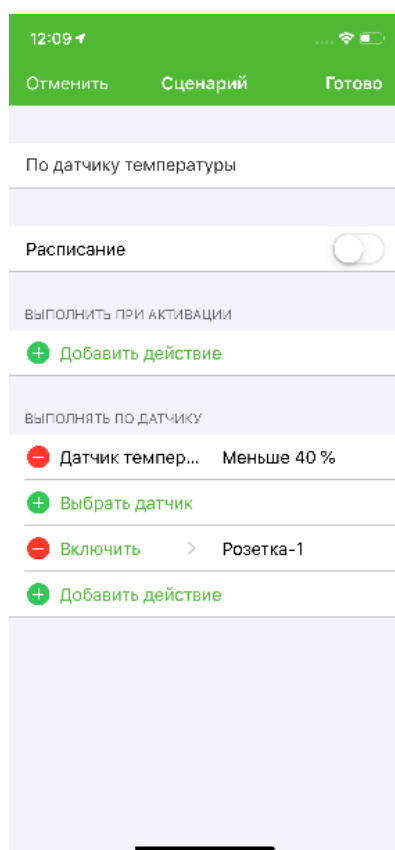 12:09
Отменить Сценарий Готово
По датчику температуры
Расписание
ВЫПОЛНИТЬ ПРИ АКТИВАЦИИ
Добавить действие
ВЫПОЛНЯТЬ ПО ДАТЧИКУ
Датчик темпер... Меньше 40 %
Выбрать датчик
Включить > Розетка-1
Добавить действие